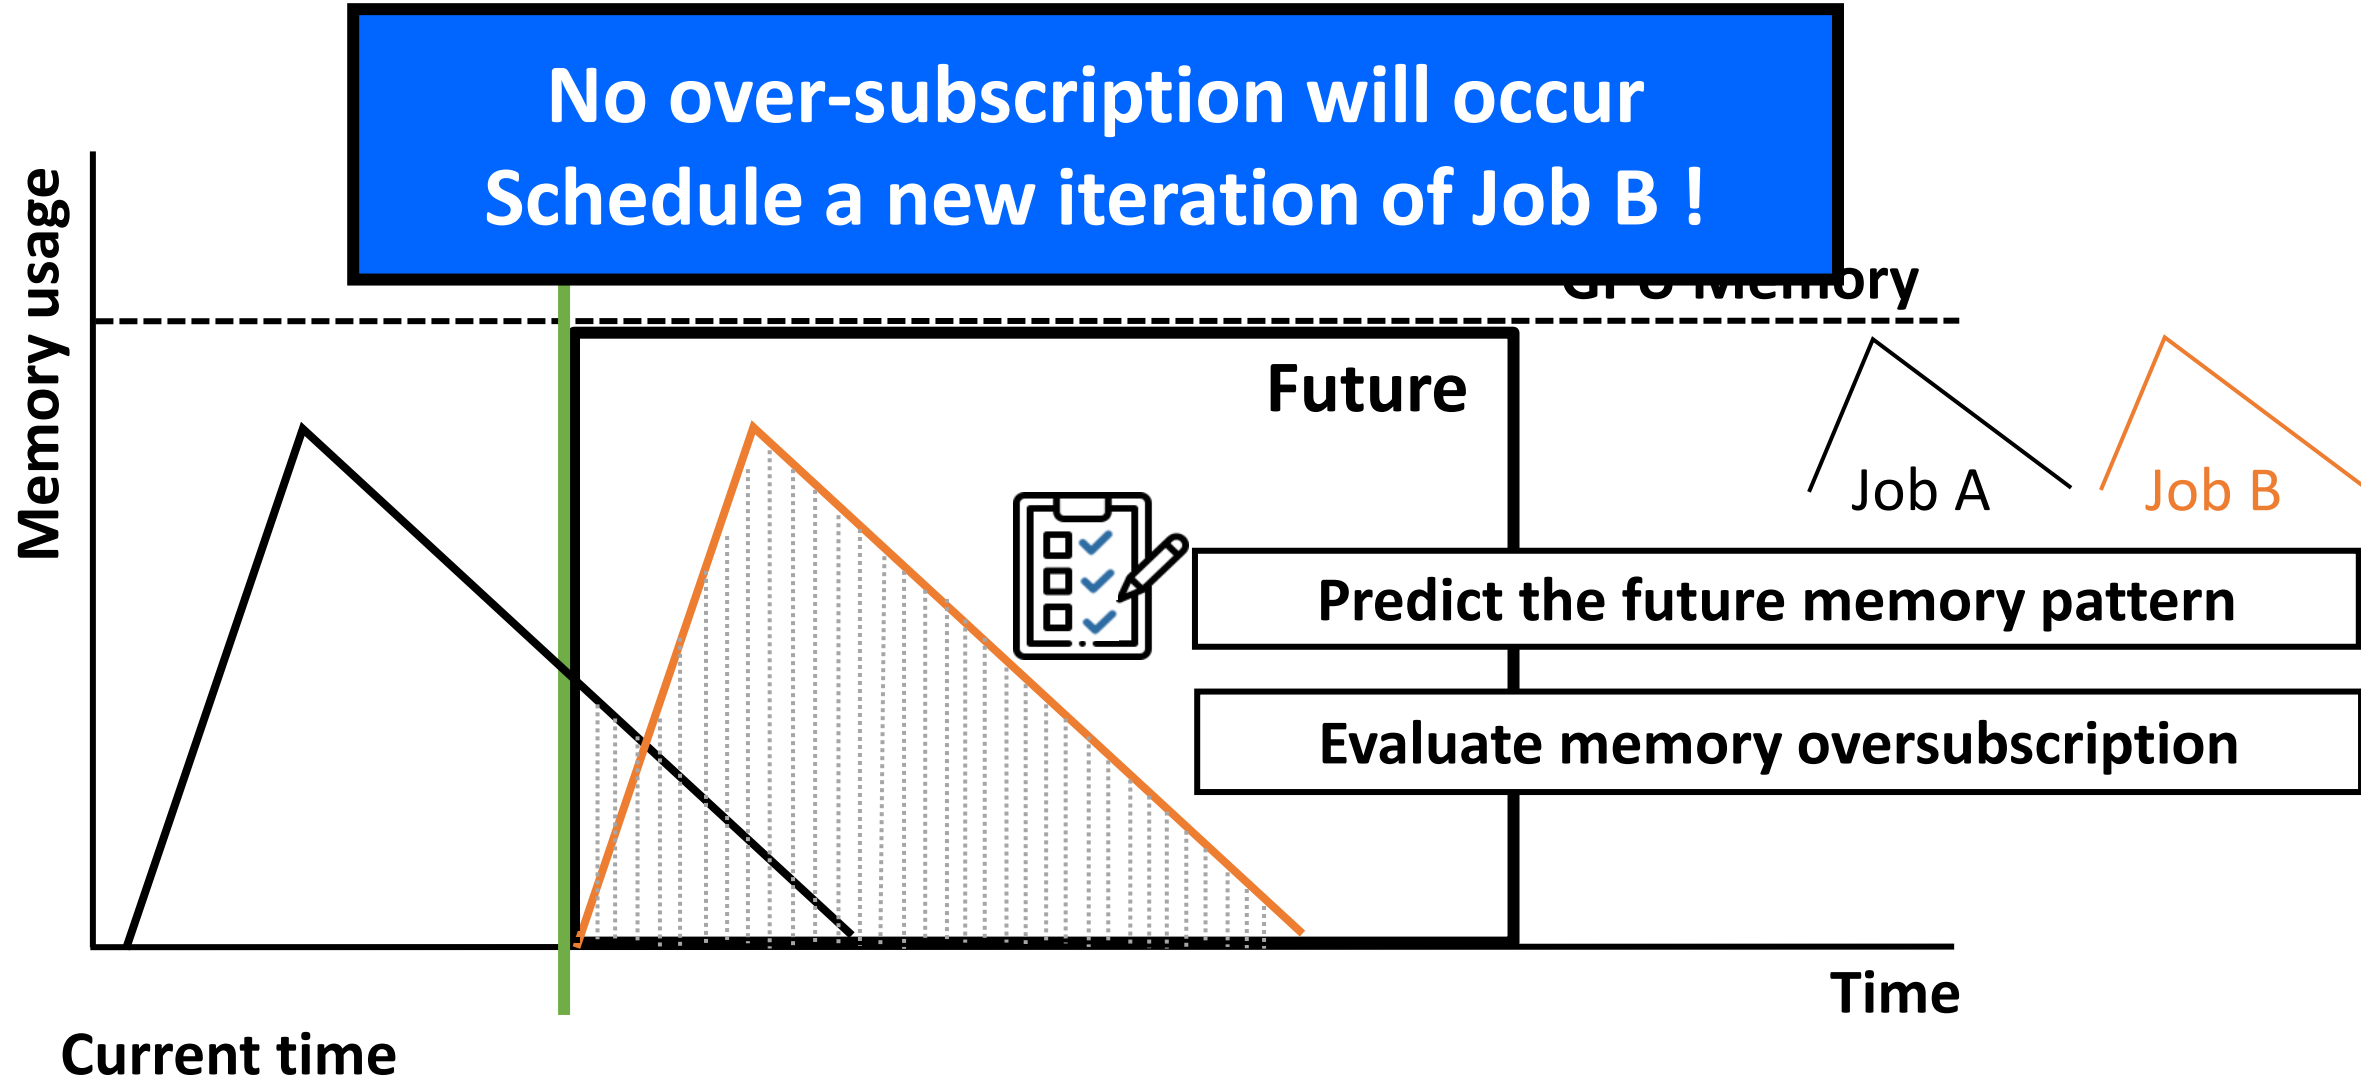 No over-subscription will occur
Schedule a new iteration of Job B !
Memory usage
Memory
Future
Job A
Job B
Predict the future memory pattern
Evaluate memory oversubscription
Time
Current time